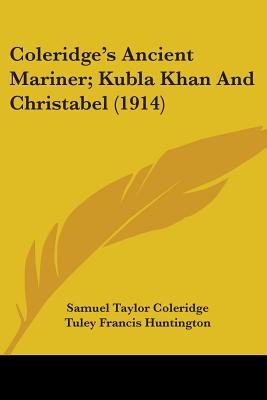 Coleridge's Ancient Mariner; Kubla Khan And
Christabel (1914)
Samuel Taylor Coleridge
Tuley Francis Huntington